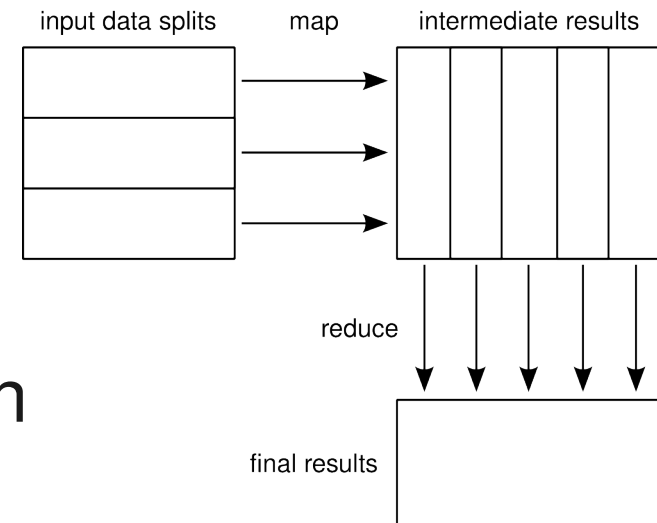 input data splits
map
intermediate results
reduce
final results